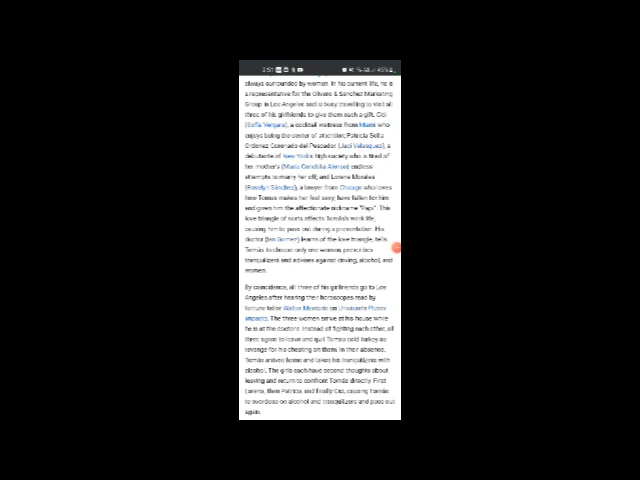 2:51
45%
always surrounded by women. In his current life, he is
a representative for the Olivera & Sanchez Marketing
Group in Los Angeles and is busy travelling to visit all
three of his girlfriends to give them each a gift. Cici
(Sofía Vergara), a cocktail waitress from Miami who
enjoys being the center of attention; Patricia Sofia
Ordonez Coronado del Pescador (Jaci Velasquez), a
debutante of New York's high society who is tired of
her mother's (María Conchita Alonso) endless
attempts to marry her off; and Lorena Morales
(Roselyn Sánchez), a lawyer from Chicago who loves
how Tomás makes her feel sexy, have fallen for him
and given him the affectionate nickname "Papi". This
love triangle of sorts affects Tomás's work life,
causing him to pass out during a presentation. His
doctor (Ian Gomez) learns of the love triangle, tells
Tomás to choose only one woman, prescribes
tranquilizers and advises against driving, alcohol, and
women.
By coincidence, all three of his girlfriends go to Los
Angeles after hearing their horoscopes read by
fortune teller Walter Mercado on Univision's Primer
Impacto. The three women arrive at his house while
he is at the doctors. Instead of fighting each other, all
three agree to leave and quit Tomás cold turkey as
revenge for his cheating on them. In their absence,
Tomás arrives home and takes his tranquilizers with
alcohol. The girls each have second thoughts about
leaving and return to confront Tomás directly. First
Lorena, then Patricia and finally Cici, causing Tomás
to overdose on alcohol and tranquilizers and pass out
again.